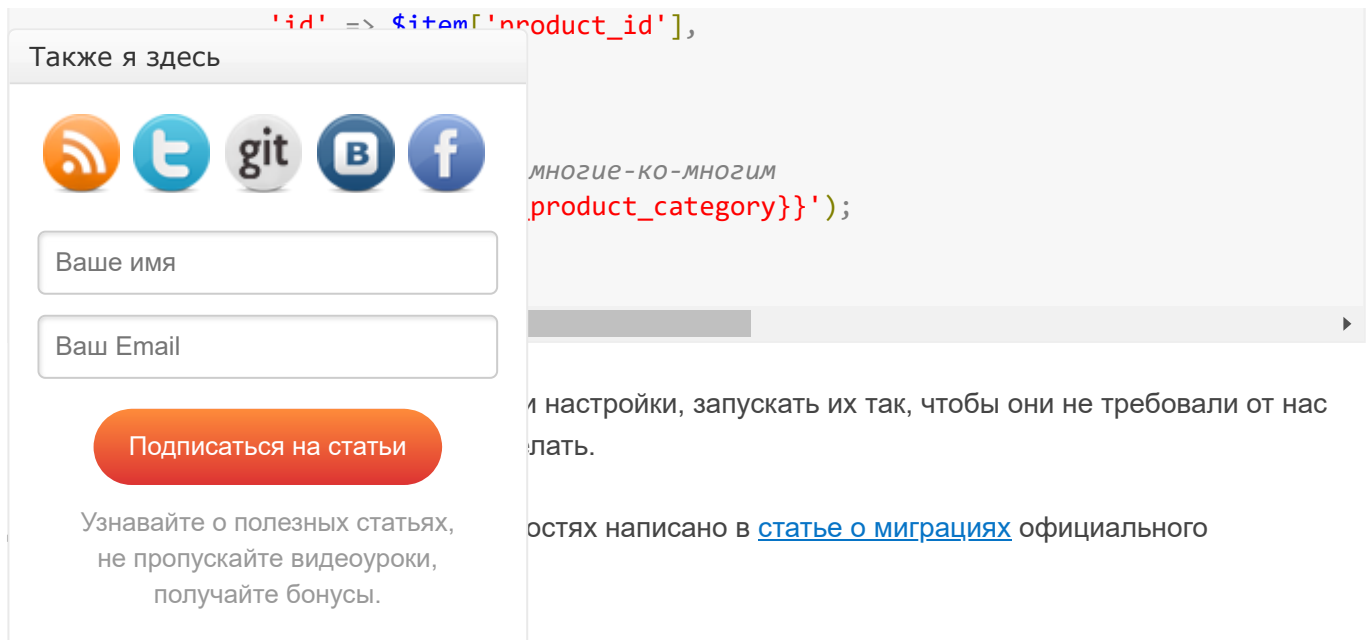 'id' => $item['product_id'],
Также я здесь
git
B
f
многие-ко-многим
product_category}}');
Ваше имя
Ваш Email
и настройки, запускать их так, чтобы они не требовали от нас
Подписаться на статьи
лать.
Узнавайте о полезных статьях,
остях написано в статье о миграциях официального
не пропускайте видеоуроки,
получайте бонусы.